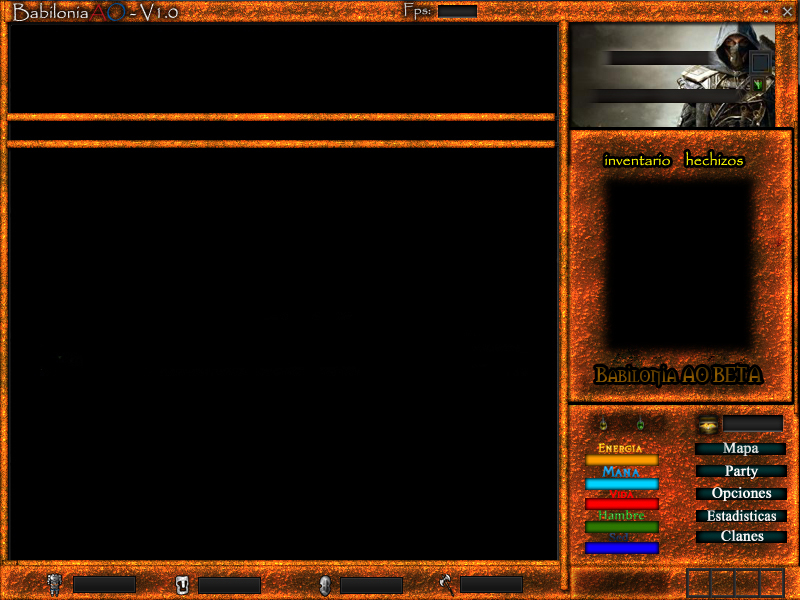 Babilonia AO - V1.0
Fps:
inventario hechizos
Babilonia AO BETA
Energia
Mana
Vida
Hambre
Sed
Mapa
Party
Opciones
Estadisticas
Clanes